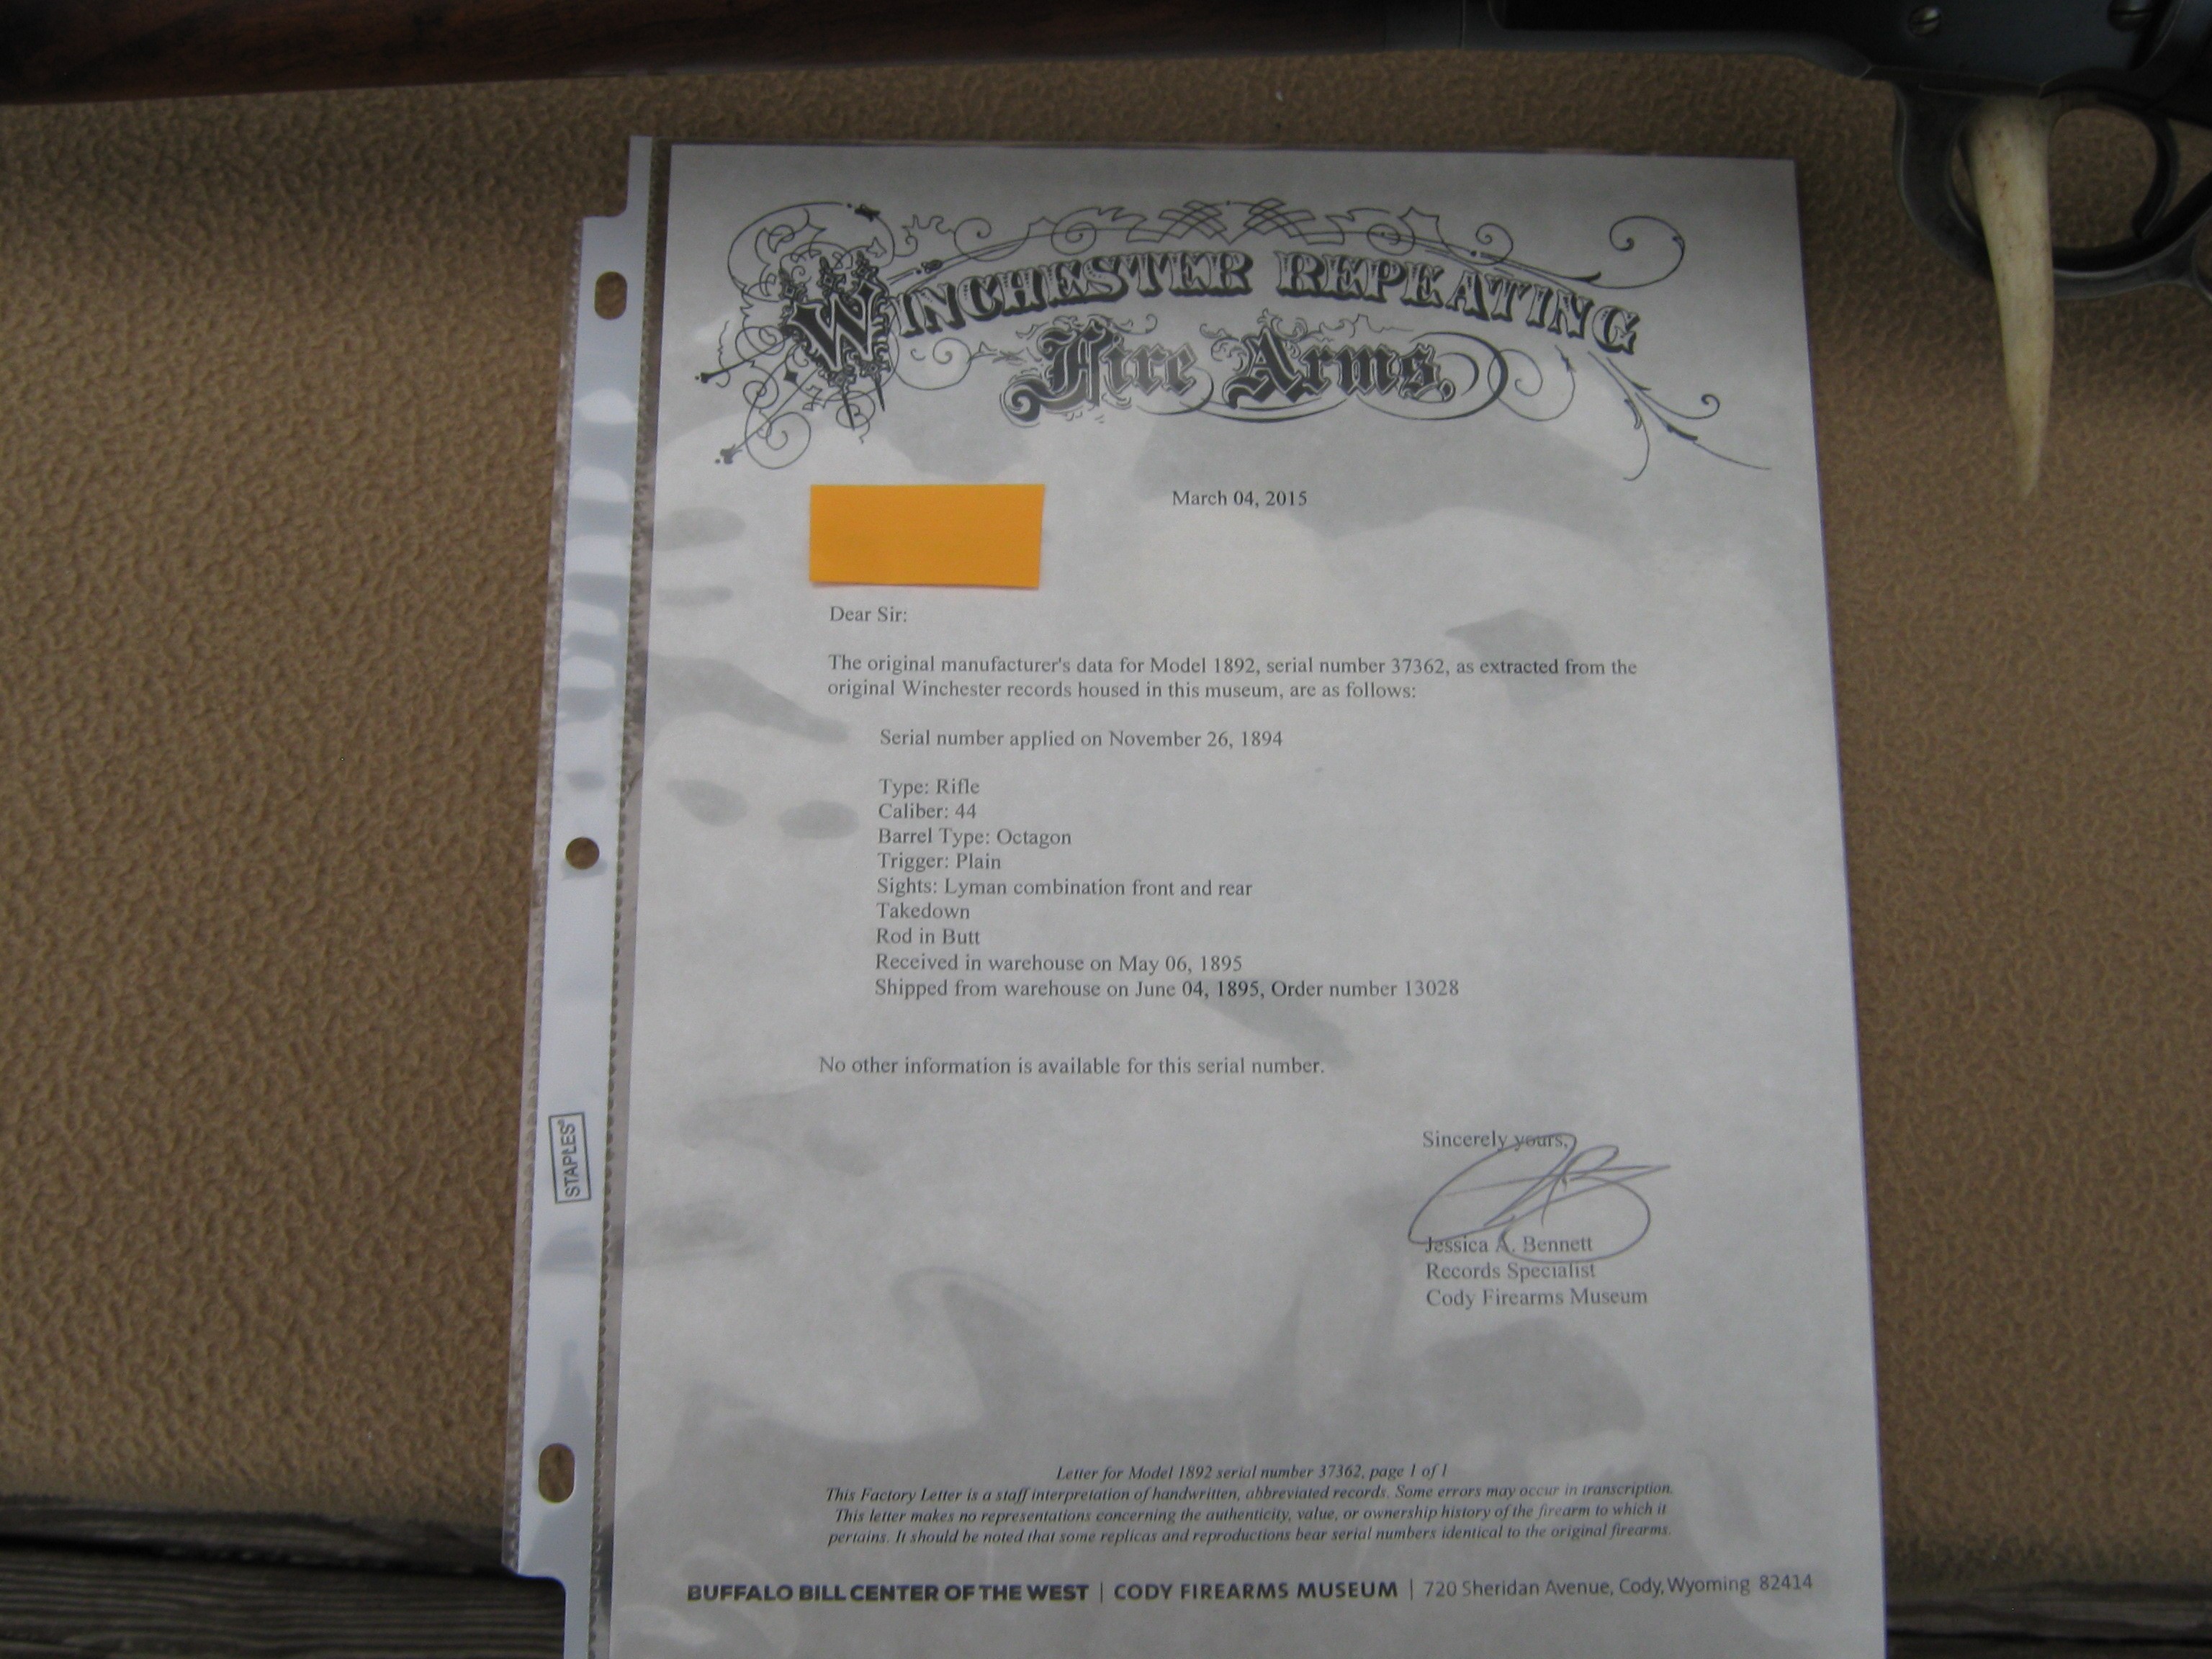 WINCHESTER REPEATING
Fire Arms.
March 04, 2015
Dear Sir:
The original manufacturer's data for Model 1892, serial number 37362, as extracted from the
original Winchester records housed in this museum, are as follows:
Serial number applied on November 26, 1894
Type: Rifle
Caliber: 44
Barrel Type: Octagon
Trigger: Plain
Sights: Lyman combination front and rear
Takedown
Rod in Butt
Received in warehouse on May 06, 1895
Shipped from warehouse on June 04, 1895, Order number 13028
No other information is available for this serial number.
Sincerely yours,
Jessica A. Bennett
Records Specialist
Cody Firearms Museum
Letter for Model 1892 serial number 37362, page 1 of 1
This Factory Letter is a staff interpretation of handwritten, abbreviated records. Some errors may occur in transcription.
This letter makes no representations concerning the authenticity, value, or ownership history of the firearm to which it
pertains. It should be noted that some replicas and reproductions bear serial numbers identical to the original firearms.
BUFFALO BILL CENTER OF THE WEST | CODY FIREARMS MUSEUM | 720 Sheridan Avenue, Cody, Wyoming 82414
STAPLES®